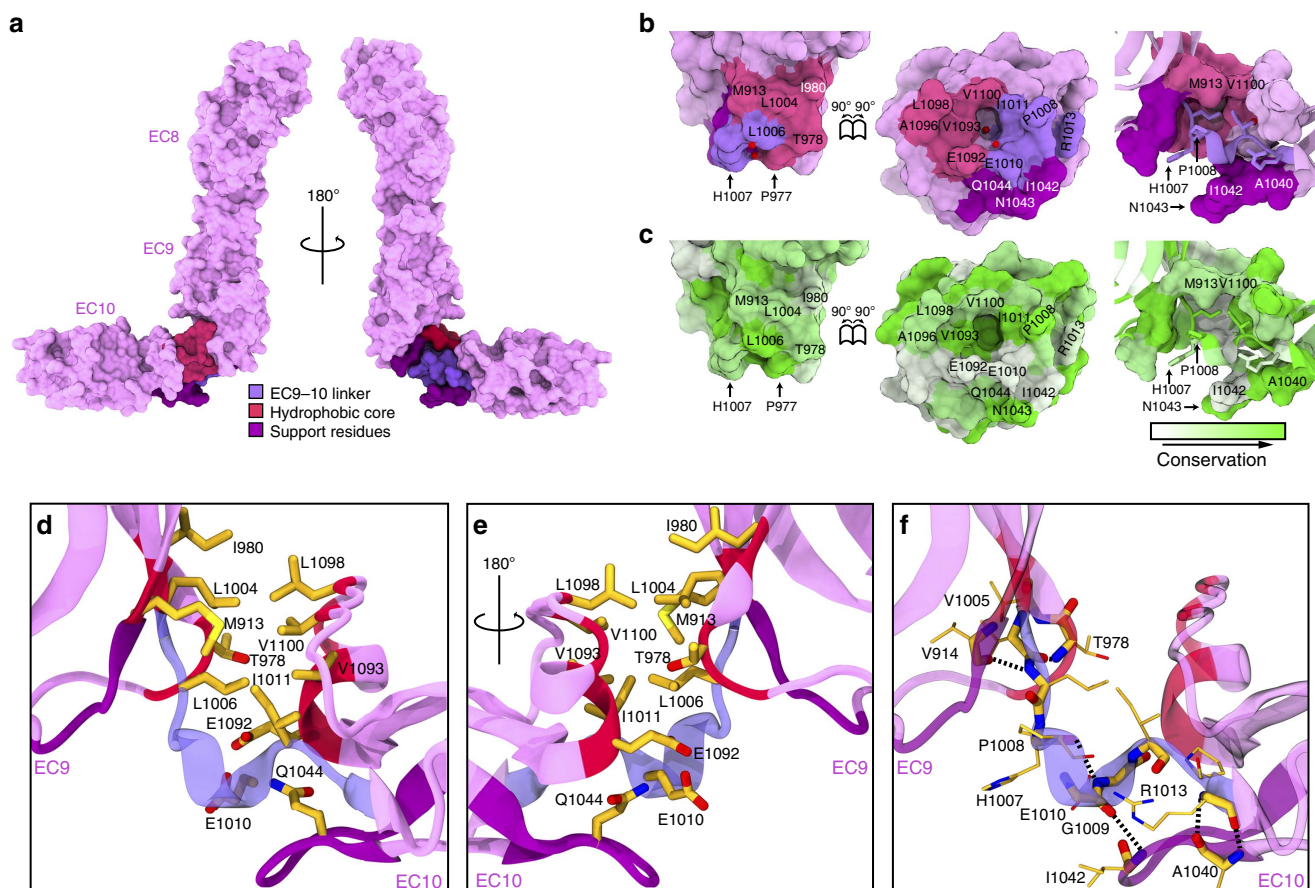 a
EC8
EC9
EC10
180°
EC9–10 linker
Hydrophobic core
Support residues
b
M913
I980
L1004
L1006
T978
H1007
P977
90° 90°
V1100
L1098
I1011
P1008
A1096
V1093
R1013
E1092
E1010
Q1044
I1042
N1043
M913
V1100
P1008
H1007
I1042
A1040
N1043
c
M913
I980
L1004
L1006
T978
H1007
P977
90° 90°
V1100
L1098
I1011
P1008
A1096
V1093
R1013
E1092
E1010
Q1044
I1042
N1043
M913
V1100
P1008
H1007
I1042
A1040
N1043
Conservation
d
I980
L1098
L1004
M913
V1100
T978
V1093
L1006
I1011
E1092
EC9
Q1044
E1010
EC10
e
180°
I980
L1098
L1004
M913
V1100
V1093
T978
L1006
I1011
E1092
EC9
Q1044
E1010
f
V1005
T978
V914
EC9
P1008
H1007
R1013
E1010
G1009
I1042
A1040
EC10